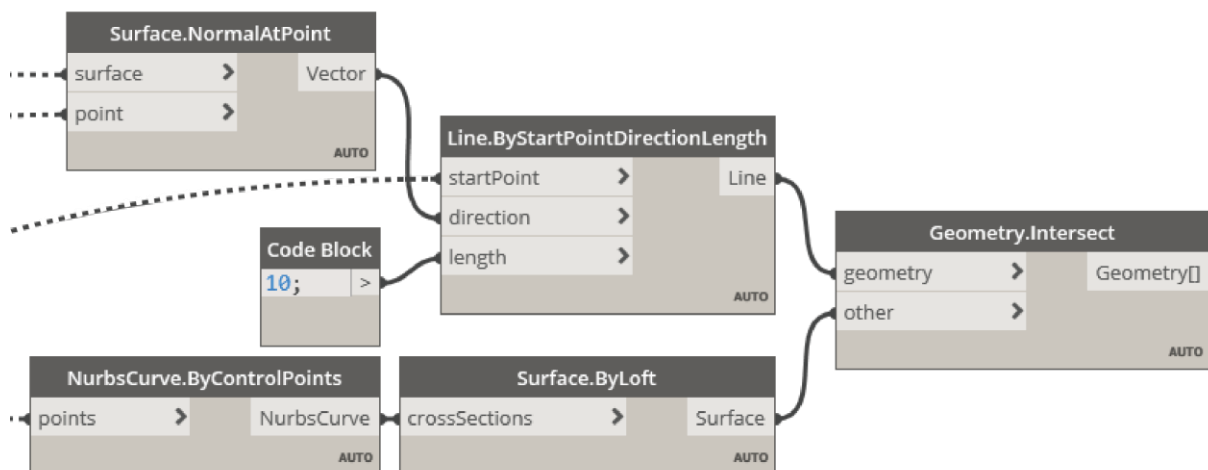 Surface.NormalAtPoint
surface > Vector
point >
AUTO
Line.ByStartPointDirectionLength
startPoint > Line
direction >
length >
AUTO
Code Block
10; >
Geometry.Intersect
geometry > Geometry[]
other >
AUTO
NurbsCurve.ByControlPoints
points > NurbsCurve
AUTO
Surface.ByLoft
crossSections > Surface
AUTO